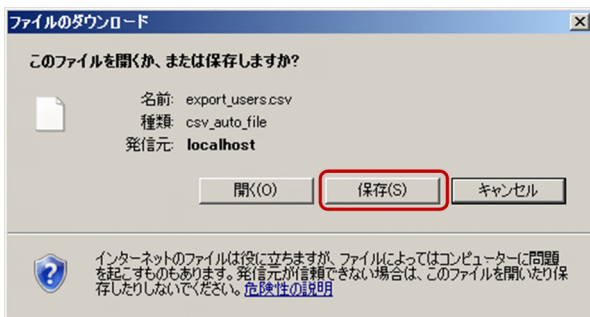 ファイルのダウンロード
このファイルを開くか、または保存しますか?
名前: export_users.csv
種類: csv_auto_file
発信元: localhost
開く(O) 保存(S) キャンセル
インターネットのファイルは役に立ちますが、ファイルによってはコンピューターに問題
を起こすものもあります。発信元が信頼できない場合は、このファイルを開いたり保
存したりしないでください。危険性の説明